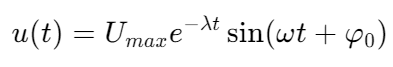 u(t) = U_{max}e^{-λt} sin(ωt + φ_0)